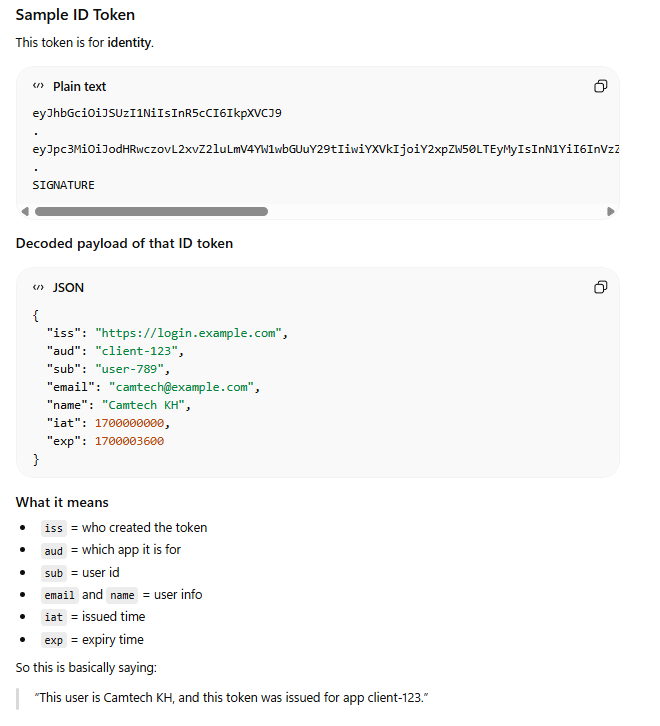 Sample ID Token
This token is for identity.
Plain text
eyJhbGciOiJSUzI1NiIsInR5cCI6IkpXVCJ9
.
eyJpc3MiOiJodHRwczovL2xvZ2luLmV4YW1wbGUuY29tIiwiYXVkIjoiY2xpZW50LTEyMyIsInN1YiI6InVzZ
.
SIGNATURE
Decoded payload of that ID token
JSON
{
"iss": "https://login.example.com",
"aud": "client-123",
"sub": "user-789",
"email": "camtech@example.com",
"name": "Camtech KH",
"iat": 1700000000,
"exp": 1700003600
}
What it means
iss = who created the token
aud = which app it is for
sub = user id
email and name = user info
iat = issued time
exp = expiry time
So this is basically saying:
“This user is Camtech KH, and this token was issued for app client-123.”